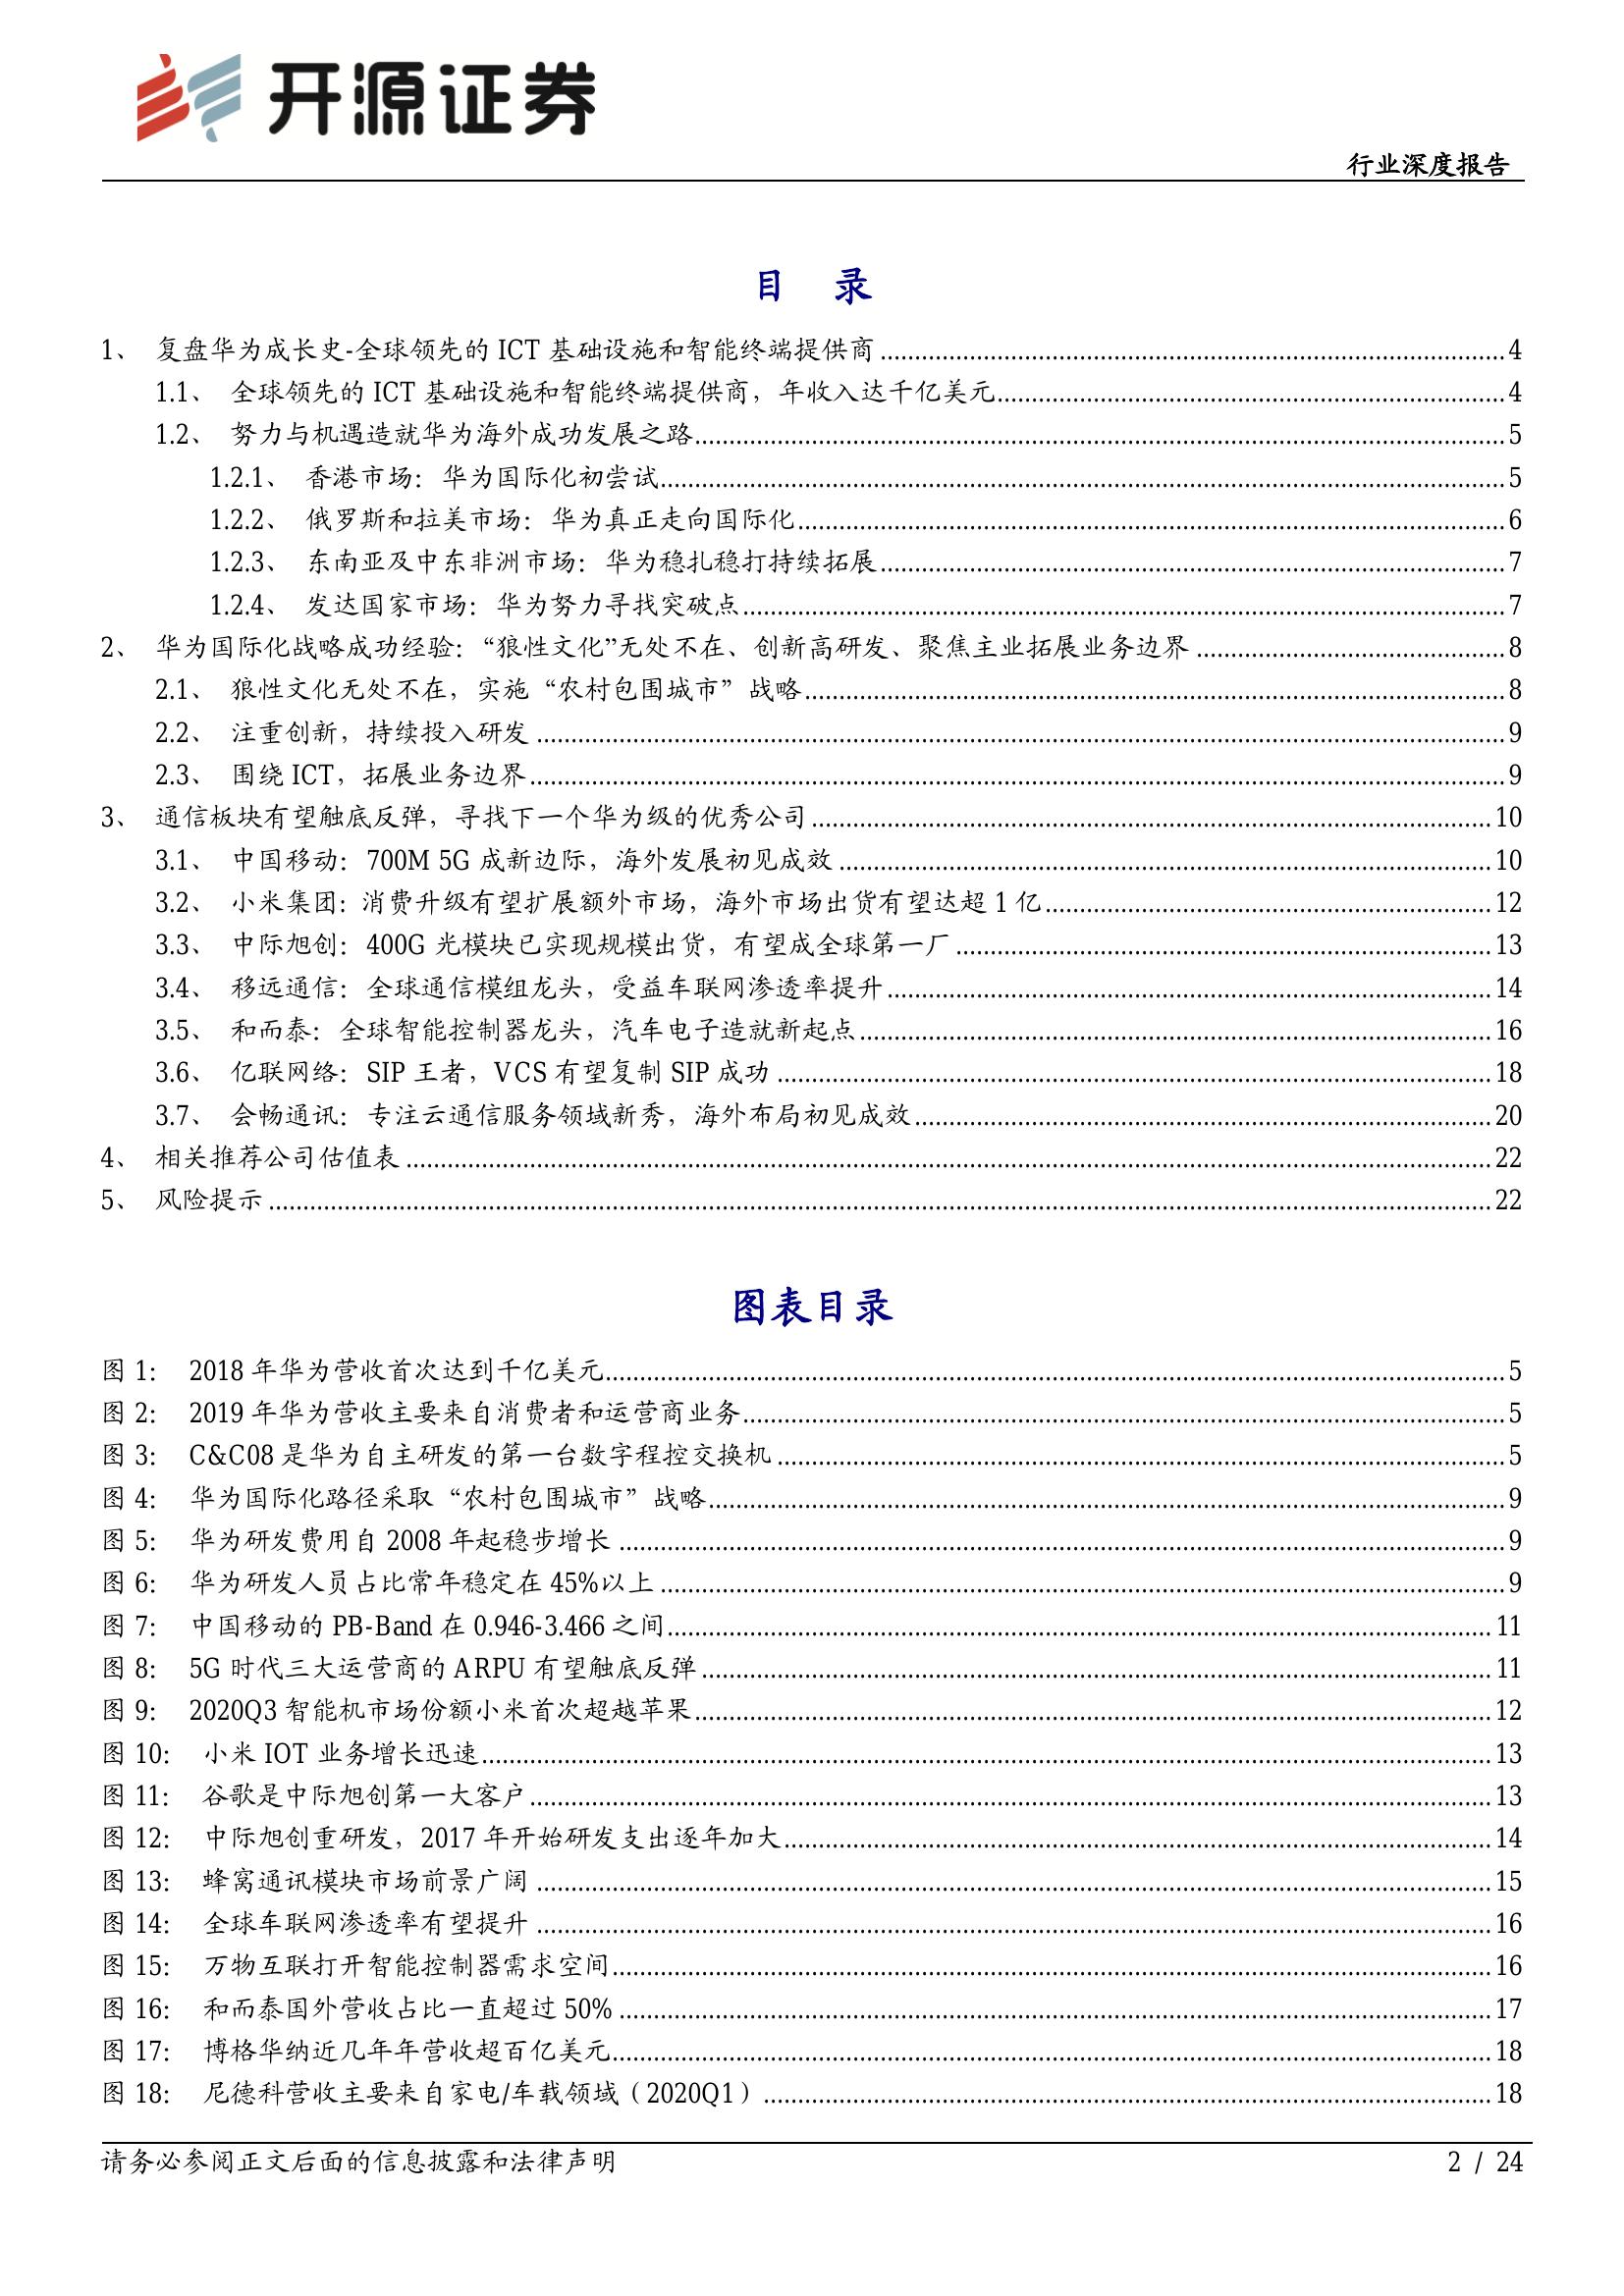 开源证券
行业深度报告
目 录
1、 复盘华为成长史-全球领先的 ICT 基础设施和智能终端提供商 4
1.1、 全球领先的 ICT 基础设施和智能终端提供商，年收入达千亿美元 4
1.2、 努力与机遇造就华为海外成功发展之路 5
1.2.1、 香港市场：华为国际化初尝试 5
1.2.2、 俄罗斯和拉美市场：华为真正走向国际化 6
1.2.3、 东南亚及中东非洲市场：华为稳扎稳打持续拓展 7
1.2.4、 发达国家市场：华为努力寻找突破点 7
2、 华为国际化战略成功经验：“狼性文化”无处不在、创新高研发、聚焦主业拓展业务边界 8
2.1、 狼性文化无处不在，实施“农村包围城市”战略 8
2.2、 注重创新，持续投入研发 9
2.3、 围绕 ICT，拓展业务边界 9
3、 通信板块有望触底反弹，寻找下一个华为级的优秀公司 10
3.1、 中国移动：700M 5G 成新边际，海外发展初见成效 10
3.2、 小米集团：消费升级有望扩展额外市场，海外市场出货有望达超 1 亿 12
3.3、 中际旭创：400G 光模块已实现规模出货，有望成全球第一厂 13
3.4、 移远通信：全球通信模组龙头，受益车联网渗透率提升 14
3.5、 和而泰：全球智能控制器龙头，汽车电子造就新起点 16
3.6、 亿联网络：SIP 王者，VCS 有望复制 SIP 成功 18
3.7、 会畅通讯：专注云通信服务领域新秀，海外布局初见成效 20
4、 相关推荐公司估值表 22
5、 风险提示 22
图表目录
图 1： 2018 年华为营收首次达到千亿美元 5
图 2： 2019 年华为营收主要来自消费者和运营商业务 5
图 3： C&C08 是华为自主研发的第一台数字程控交换机 5
图 4： 华为国际化路径采取“农村包围城市”战略 9
图 5： 华为研发费用自 2008 年起稳步增长 9
图 6： 华为研发人员占比常年稳定在 45%以上 9
图 7： 中国移动的 PB-Band 在 0.946-3.466 之间 11
图 8： 5G 时代三大运营商的 ARPU 有望触底反弹 11
图 9： 2020Q3 智能机市场份额小米首次超越苹果 12
图 10： 小米 IOT 业务增长迅速 13
图 11： 谷歌是中际旭创第一大客户 13
图 12： 中际旭创重研发，2017 年开始研发支出逐年加大 14
图 13： 蜂窝通讯模块市场前景广阔 15
图 14： 全球车联网渗透率有望提升 16
图 15： 万物互联打开智能控制器需求空间 16
图 16： 和而泰国外营收占比一直超过 50% 17
图 17： 博格华纳近几年年营收超百亿美元 18
图 18： 尼德科营收主要来自家电/车载领域（2020Q1） 18
请务必参阅正文后面的信息披露和法律声明 2 / 24